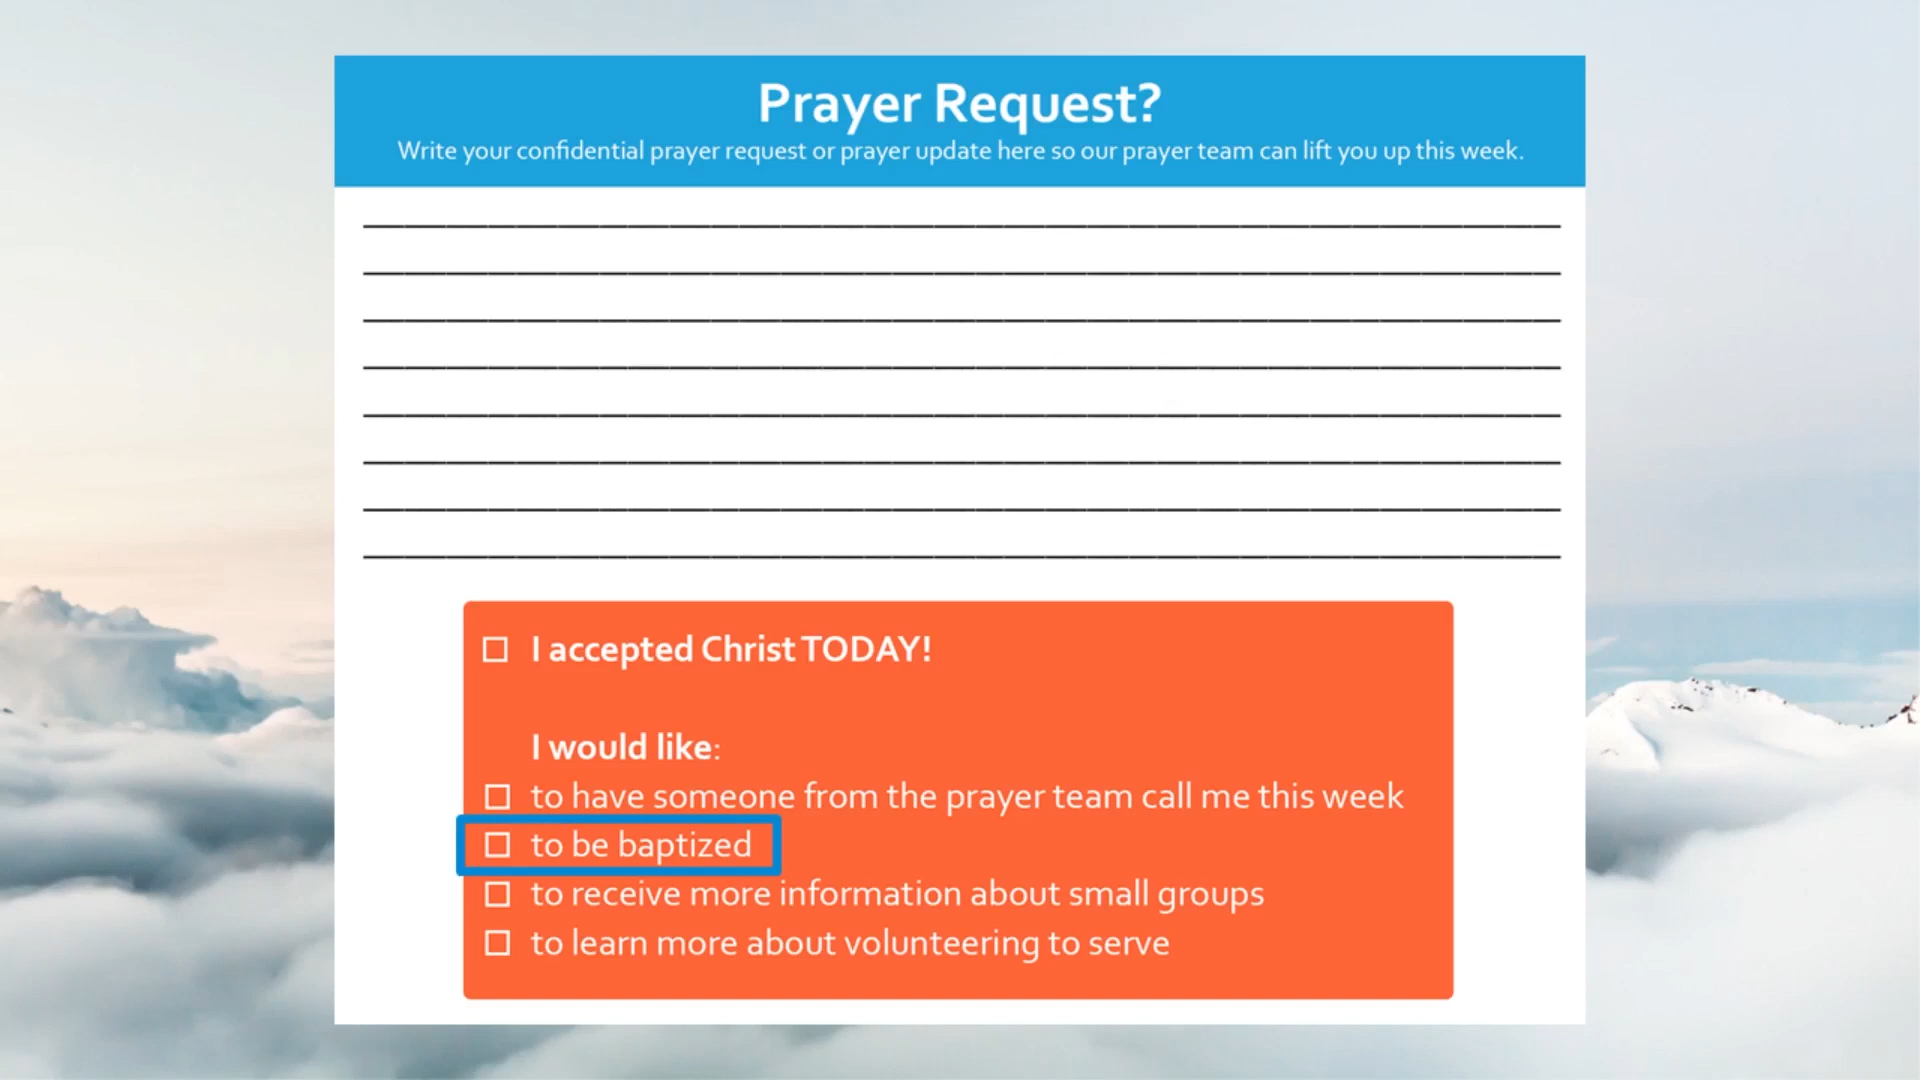 Prayer Request?
Write your confidential prayer request or prayer update here so our prayer team can lift you up this week.
I accepted Christ TODAY!
I would like:
to have someone from the prayer team call me this week
to be baptized
to receive more information about small groups
to learn more about volunteering to serve